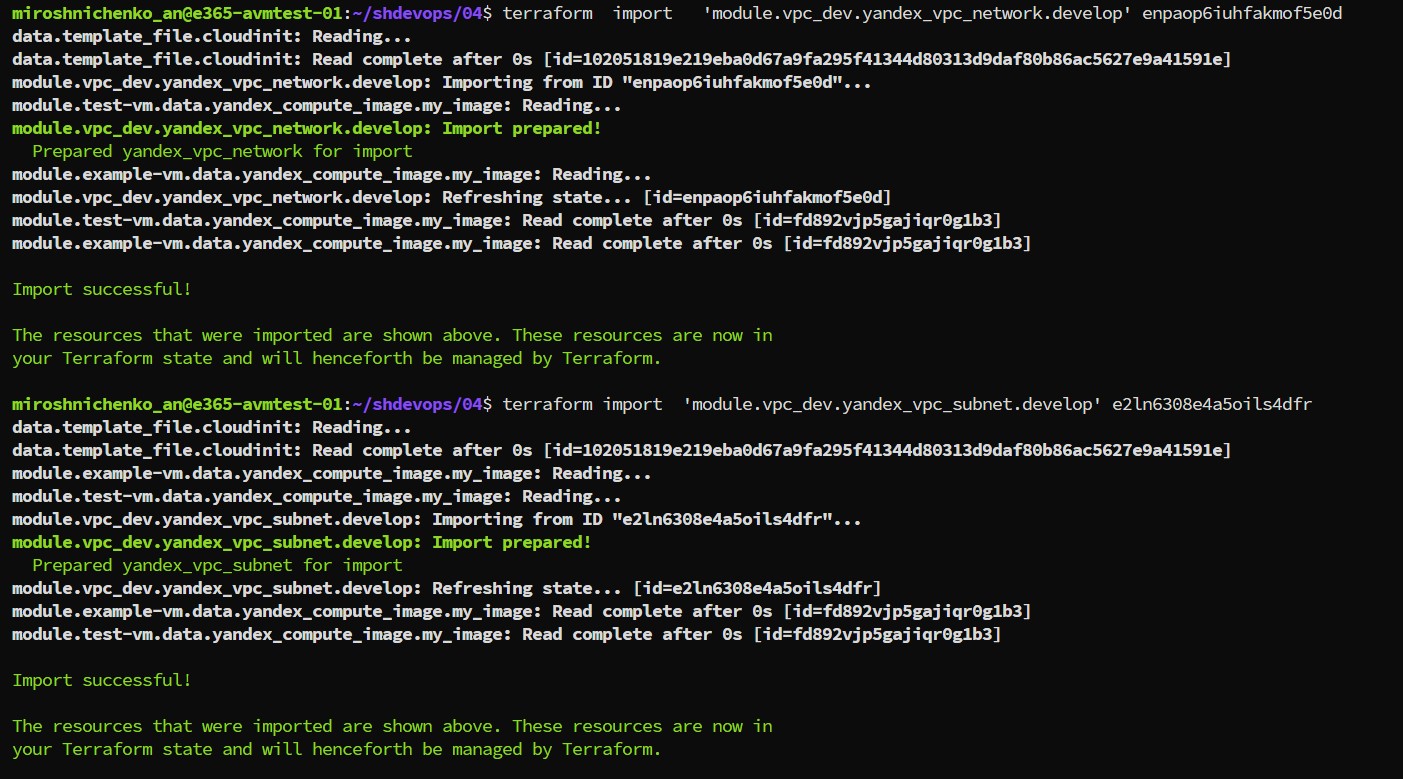 miroshnichenko_an@e365-avmtest-01:~/shdevops/04$ terraform  import   'module.vpc_dev.yandex_vpc_network.develop' enpaop6iuhfakmof5e0d
data.template_file.cloudinit: Reading...
data.template_file.cloudinit: Read complete after 0s [id=102051819e219eba0d67a9fa295f41344d80313d9daf80b86ac5627e9a41591e]
module.vpc_dev.yandex_vpc_network.develop: Importing from ID "enpaop6iuhfakmof5e0d"...
module.test-vm.data.yandex_compute_image.my_image: Reading...
module.vpc_dev.yandex_vpc_network.develop: Import prepared!
  Prepared yandex_vpc_network for import
module.example-vm.data.yandex_compute_image.my_image: Reading...
module.vpc_dev.yandex_vpc_network.develop: Refreshing state... [id=enpaop6iuhfakmof5e0d]
module.test-vm.data.yandex_compute_image.my_image: Read complete after 0s [id=fd892vjp5gajiqr0g1b3]
module.example-vm.data.yandex_compute_image.my_image: Read complete after 0s [id=fd892vjp5gajiqr0g1b3]

Import successful!

The resources that were imported are shown above. These resources are now in
your Terraform state and will henceforth be managed by Terraform.

miroshnichenko_an@e365-avmtest-01:~/shdevops/04$ terraform import  'module.vpc_dev.yandex_vpc_subnet.develop' e2ln6308e4a5oils4dfr
data.template_file.cloudinit: Reading...
data.template_file.cloudinit: Read complete after 0s [id=102051819e219eba0d67a9fa295f41344d80313d9daf80b86ac5627e9a41591e]
module.example-vm.data.yandex_compute_image.my_image: Reading...
module.test-vm.data.yandex_compute_image.my_image: Reading...
module.vpc_dev.yandex_vpc_subnet.develop: Importing from ID "e2ln6308e4a5oils4dfr"...
module.vpc_dev.yandex_vpc_subnet.develop: Import prepared!
  Prepared yandex_vpc_subnet for import
module.vpc_dev.yandex_vpc_subnet.develop: Refreshing state... [id=e2ln6308e4a5oils4dfr]
module.example-vm.data.yandex_compute_image.my_image: Read complete after 0s [id=fd892vjp5gajiqr0g1b3]
module.test-vm.data.yandex_compute_image.my_image: Read complete after 0s [id=fd892vjp5gajiqr0g1b3]

Import successful!

The resources that were imported are shown above. These resources are now in
your Terraform state and will henceforth be managed by Terraform.